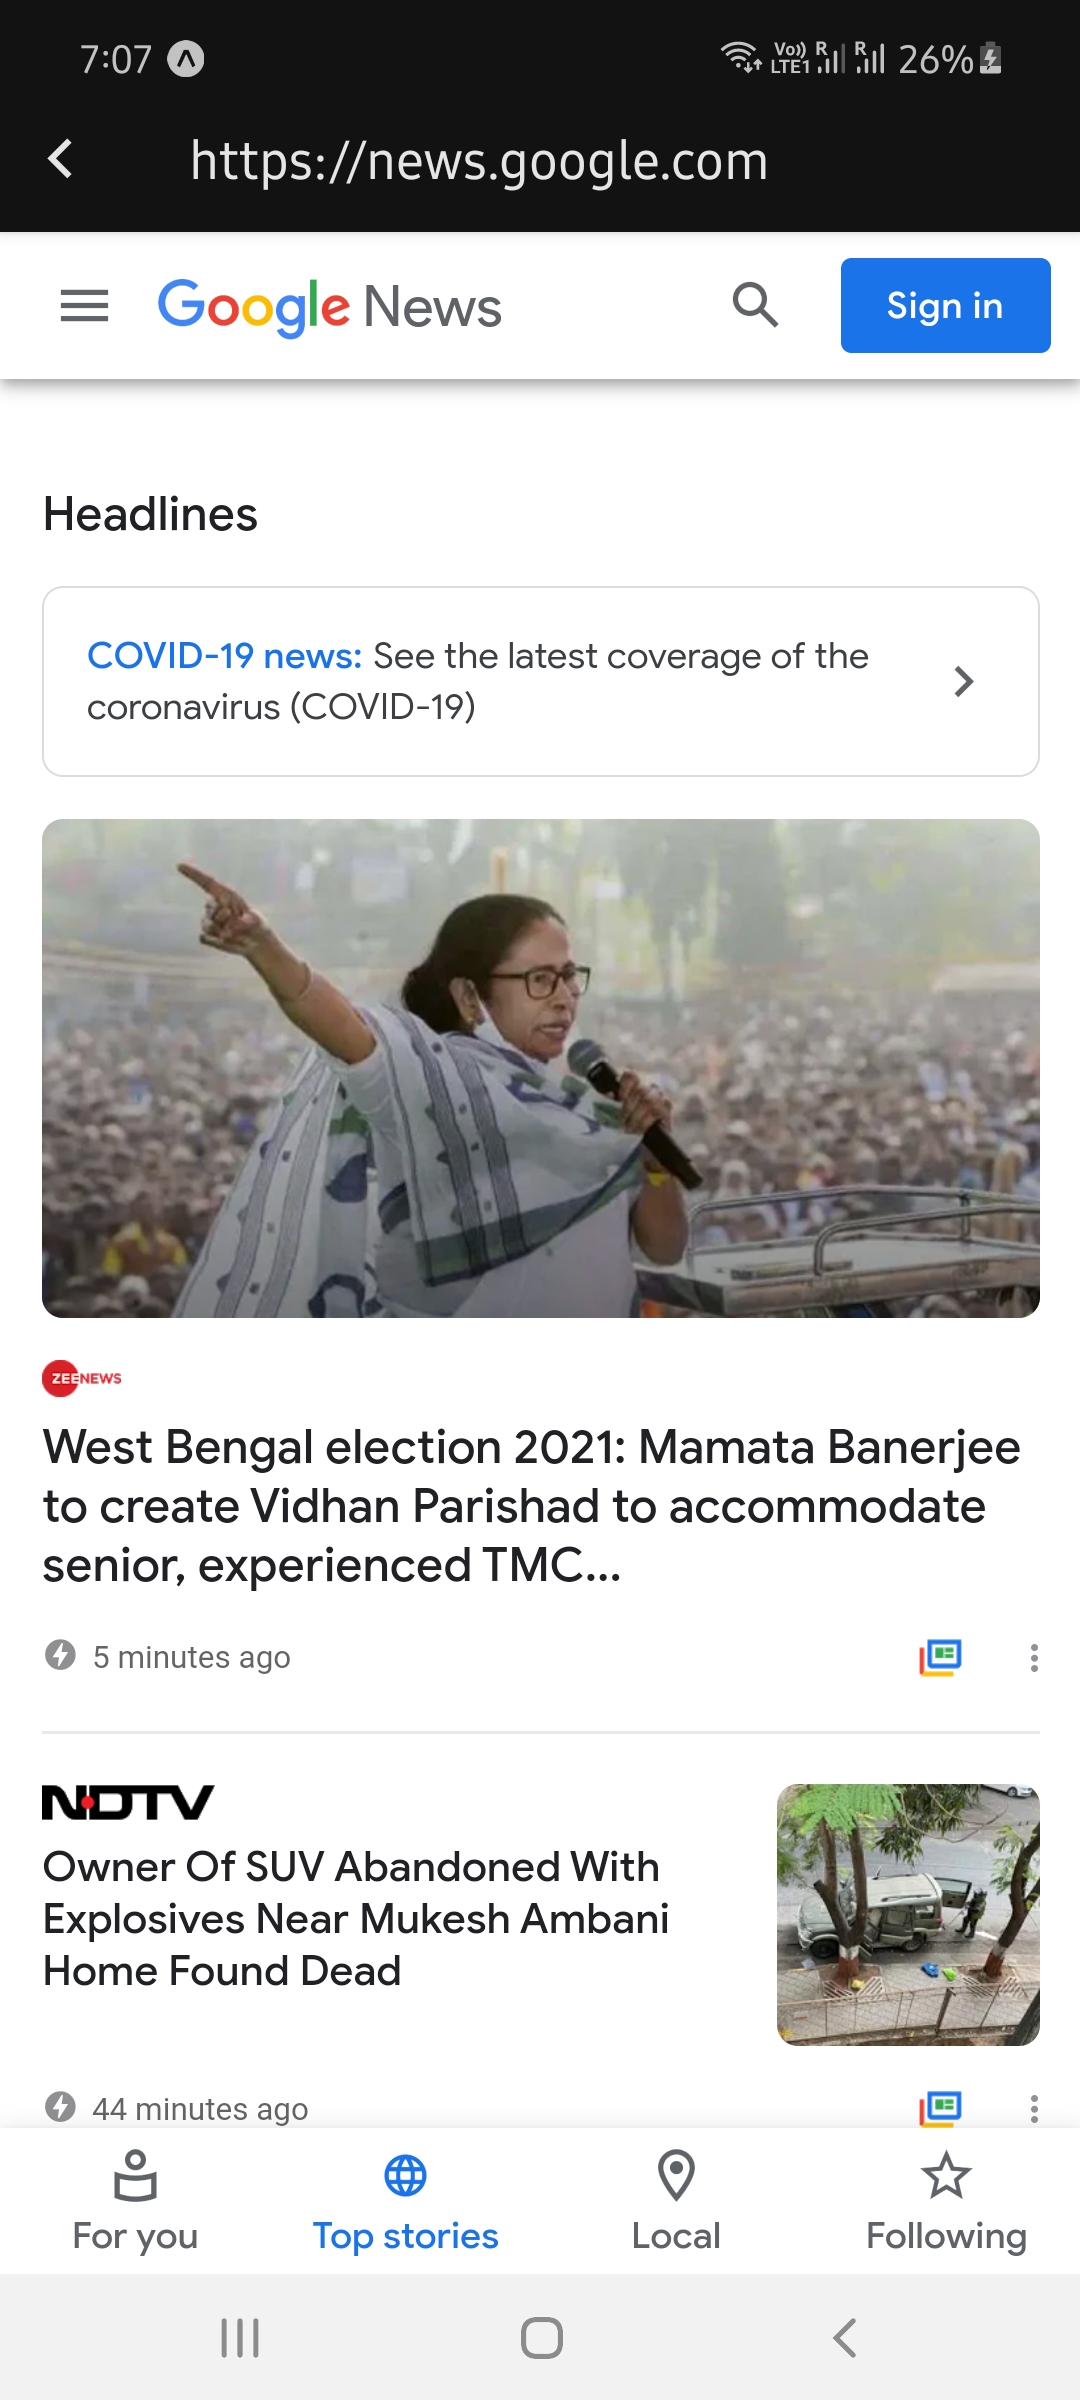 7:07
Vo)) R R 26%
LTE1
https://news.google.com
Google News
Sign in
Headlines
COVID-19 news: See the latest coverage of the
coronavirus (COVID-19)
ZEENEWS
West Bengal election 2021: Mamata Banerjee
to create Vidhan Parishad to accommodate
senior, experienced TMC...
5 minutes ago
NDTV
Owner Of SUV Abandoned With
Explosives Near Mukesh Ambani
Home Found Dead
44 minutes ago
For you
Top stories
Local
Following